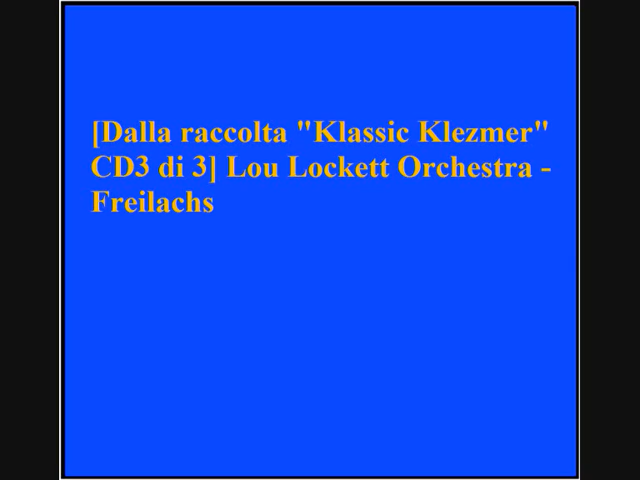 [Dalla raccolta "Klassic Klezmer"
CD3 di 3] Lou Lockett Orchestra -
Freilachs